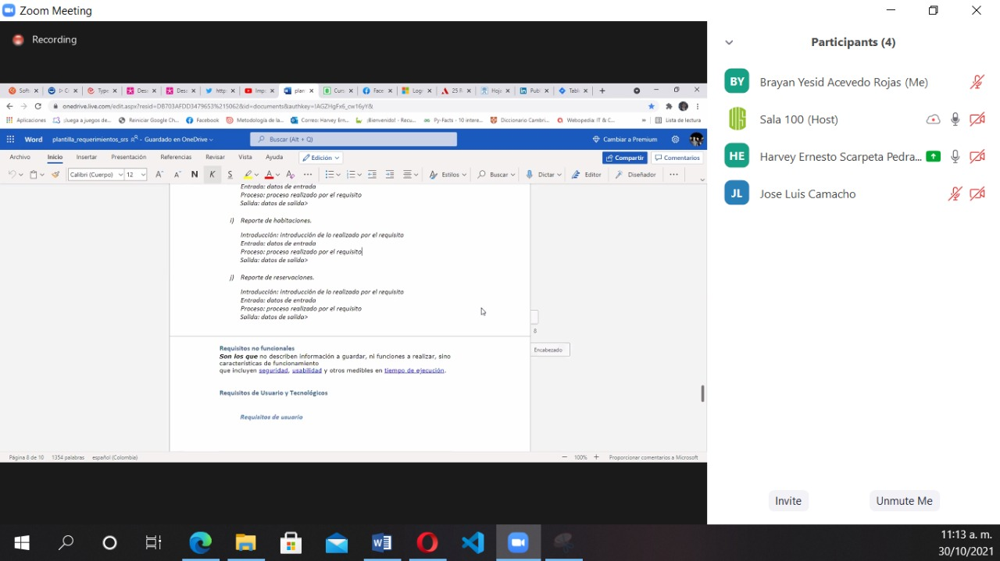 Zoom Meeting
Recording
onedrive.live.com/edit.aspx?resid=DB703AFDD3479653%215062&id=documents&authkey=!AGZHgFx6_cw16yY&
Aplicaciones ¡Juega a juegos de... Reiniciar Google Ch... Facebook Metodología de la... Correo: Harvey Ern... ¡Bienvenido! - Recu... Py-Facts - 10 intere... Diccionario Cambri... Webopedia: IT & C... » Lista de lectura
Word plantilla_requerimientos_srs - Guardado en OneDrive Buscar (Alt + Q) Cambiar a Premium
Archivo Inicio Insertar Presentación Referencias Revisar Vista Ayuda Edición Compartir Comentarios
Calibri (Cuerpo) 12 A A N K S A Estilos Buscar Dictar Editor Diseñador
Entrada: datos de entrada
Proceso: proceso realizado por el requisito
Salida: datos de salida>
i) Reporte de habitaciones.
Introducción: introducción de lo realizado por el requisito
Entrada: datos de entrada
Proceso: proceso realizado por el requisito
Salida: datos de salida>
j) Reporte de reservaciones.
Introducción: introducción de lo realizado por el requisito
Entrada: datos de entrada
Proceso: proceso realizado por el requisito
Salida: datos de salida>
8
Requisitos no funcionales
Encabezado
Son los que no describen información a guardar, ni funciones a realizar, sino
características de funcionamiento
que incluyen seguridad, usabilidad y otros medibles en tiempo de ejecución.
Requisitos de Usuario y Tecnológicos
Requisitos de usuario
Página 8 de 10 1354 palabras español (Colombia) 100% Proporcionar comentarios a Microsoft
Participants (4)
BY Brayan Yesid Acevedo Rojas (Me)
Sala 100 (Host)
HE Harvey Ernesto Scarpeta Pedra...
JL Jose Luis Camacho
Invite Unmute Me
11:13 a. m.
30/10/2021